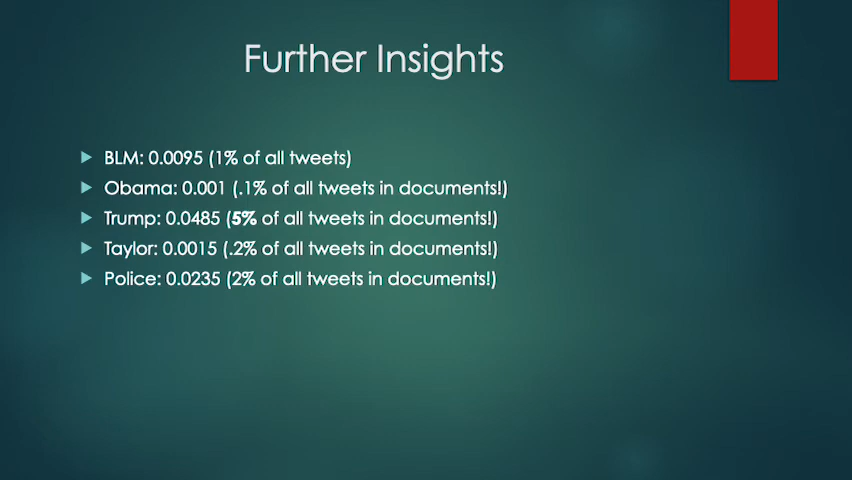 Further Insights
BLM: 0.0095 (1% of all tweets)
Obama: 0.001 (.1% of all tweets in documents!)
Trump: 0.0485 (5% of all tweets in documents!)
Taylor: 0.0015 (.2% of all tweets in documents!)
Police: 0.0235 (2% of all tweets in documents!)